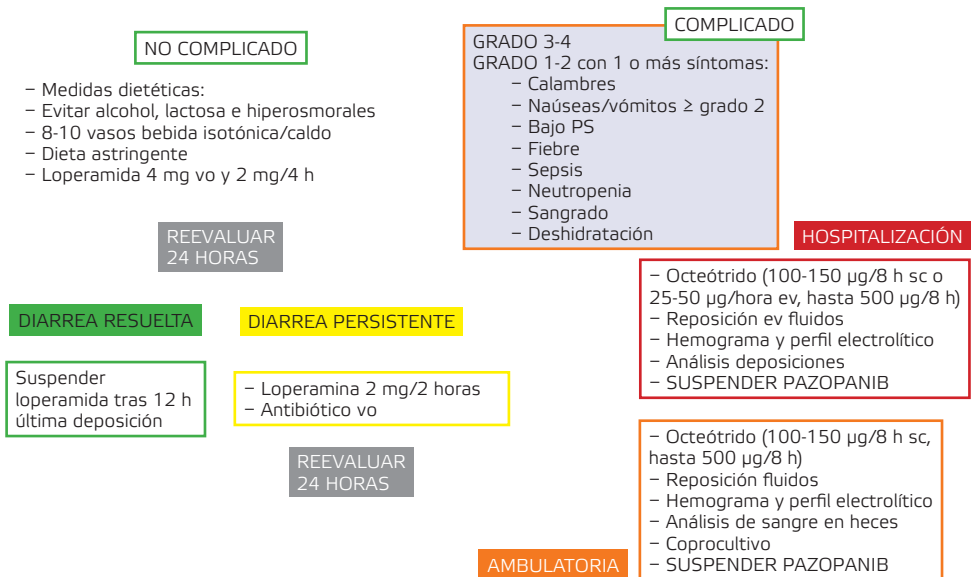 NO COMPLICADO
– Medidas dietéticas:
– Evitar alcohol, lactosa e hiperosmorales
– 8-10 vasos bebida isotónica/caldo
– Dieta astringente
– Loperamida 4 mg vo y 2 mg/4 h
COMPLICADO
GRADO 3-4
GRADO 1-2 con 1 o más síntomas:
– Calambres
– Naúseas/vómitos ≥ grado 2
– Bajo PS
– Fiebre
– Sepsis
– Neutropenia
– Sangrado
– Deshidratación
REEVALUAR
24 HORAS
HOSPITALIZACIÓN
– Octeótrido (100-150 µg/8 h sc o
25-50 µg/hora ev, hasta 500 µg/8 h)
– Reposición ev fluidos
– Hemograma y perfil electrolítico
– Análisis deposiciones
– SUSPENDER PAZOPANIB
DIARREA RESUELTA
DIARREA PERSISTENTE
Suspender
loperamida tras 12 h
última deposición
– Loperamina 2 mg/2 horas
– Antibiótico vo
REEVALUAR
24 HORAS
– Octeótrido (100-150 µg/8 h sc,
hasta 500 µg/8 h)
– Reposición fluidos
– Hemograma y perfil electrolítico
– Análisis de sangre en heces
– Coprocultivo
– SUSPENDER PAZOPANIB
AMBULATORIA